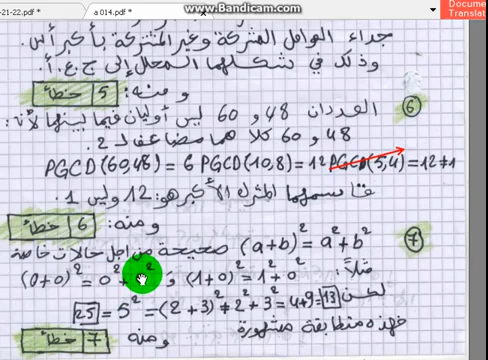 -21-22.pdf * a 014.pdf *
www.Bandicam.com
Docume
Translat
جداء العوامل المشتركة وغير المشتركة بأكبر أس.
وذلك في شكلهما المحلل إلى ج.ع.أ.
ومنه: 5 خطأ
6 العددان 48 و 60 ليس أوليان فيما بينهما لأن:
48 و 60 كلاهما مضاعف لـ 2.
PGCD(60,48) = 6 PGCD(10,8) = 12 PGCD(5,4) = 12 ≠ 1
قاسمهما المشترك الأكبر هو: 12 وليس 1.
ومنه: 6 خطأ
7 (a+b)² = a² + b² صحيحة من أجل حالات خاصة
مثلا: (1+0)² = 1² + 0² و (0+0)² = 0² + 0²
لكن 25 = 5² = (2+3)² ≠ 2² + 3² = 4+9 = 13
فهذه متطابقة مشهورة ومنه 7 خطأ